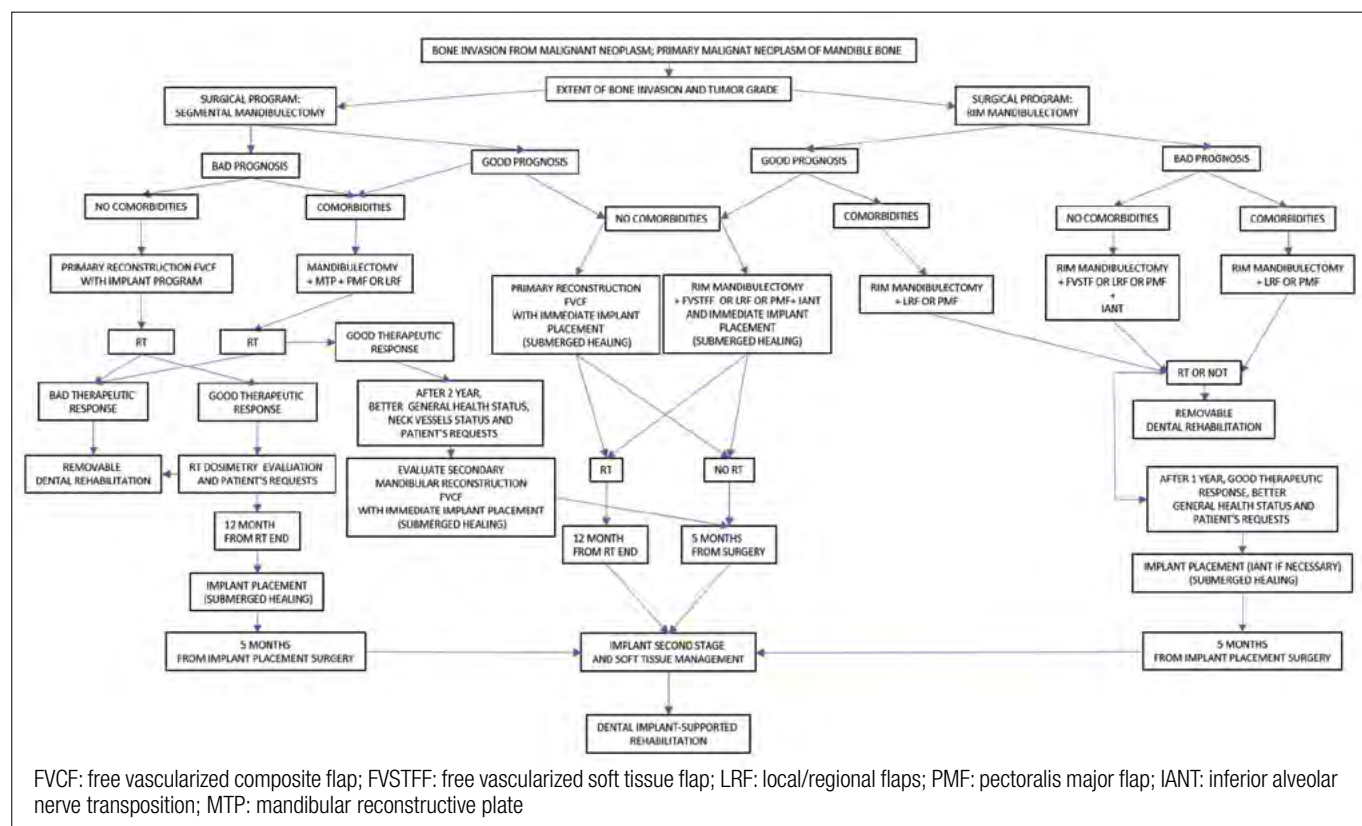 BONE INVASION FROM MALIGNANT NEOPLASM; PRIMARY MALIGNAT NEOPLASM OF MANDIBLE BONE
EXTENT OF BONE INVASION AND TUMOR GRADE
SURGICAL PROGRAM:
SEGMENTAL MANDIBULECTOMY
SURGICAL PROGRAM:
RIM MANDIBULECTOMY
BAD PROGNOSIS
GOOD PROGNOSIS
GOOD PROGNOSIS
BAD PROGNOSIS
NO COMORBIDITIES
COMORBIDITIES
NO COMORBIDITIES
COMORBIDITIES
NO COMORBIDITIES
COMORBIDITIES
PRIMARY RECONSTRUCTION FVCF
WITH IMPLANT PROGRAM
MANDIBULECTOMY
+ MTP + PMF OR LRF
PRIMARY RECONSTRUCTION
FVCF
WITH IMMEDIATE IMPLANT
PLACEMENT
(SUBMERGED HEALING)
RIM MANDIBULECTOMY
+ FVSTFF OR LRF OR PMF+ IANT
AND IMMEDIATE IMPLANT
PLACEMENT
(SUBMERGED HEALING)
RIM MANDIBULECTOMY
+ LRF OR PMF
RIM MANDIBULECTOMY
+ FVSTF OR LRF OR PMF
+
IANT
RIM MANDIBULECTOMY
+ LRF OR PMF
RT
RT
GOOD THERAPEUTIC
RESPONSE
BAD THERAPEUTIC
RESPONSE
GOOD THERAPEUTIC
RESPONSE
AFTER 2 YEAR,
BETTER GENERAL HEALTH STATUS,
NECK VESSELS STATUS AND
PATIENT'S REQUESTS
RT OR NOT
REMOVABLE
DENTAL REHABILITATION
REMOVABLE
DENTAL REHABILITATION
RT DOSIMETRY EVALUATION
AND PATIENT'S REQUESTS
EVALUATE SECONDARY
MANDIBULAR RECONSTRUCTION
FVCF
WITH IMMEDIATE IMPLANT PLACEMENT
(SUBMERGED HEALING)
RT
NO RT
AFTER 1 YEAR, GOOD THERAPEUTIC
RESPONSE, BETTER
GENERAL HEALTH STATUS AND
PATIENT'S REQUESTS
12 MONTH
FROM RT END
12 MONTH
FROM RT END
5 MONTHS
FROM SURGERY
IMPLANT PLACEMENT
(SUBMERGED HEALING)
IMPLANT PLACEMENT (IANT IF NECESSARY)
(SUBMERGED HEALING)
5 MONTHS
FROM IMPLANT PLACEMENT SURGERY
IMPLANT SECOND STAGE
AND SOFT TISSUE MANAGEMENT
5 MONTHS
FROM IMPLANT PLACEMENT SURGERY
DENTAL IMPLANT-SUPPORTED
REHABILITATION
FVCF: free vascularized composite flap; FVSTFF: free vascularized soft tissue flap; LRF: local/regional flaps; PMF: pectoralis major flap; IANT: inferior alveolar
nerve transposition; MTP: mandibular reconstructive plate